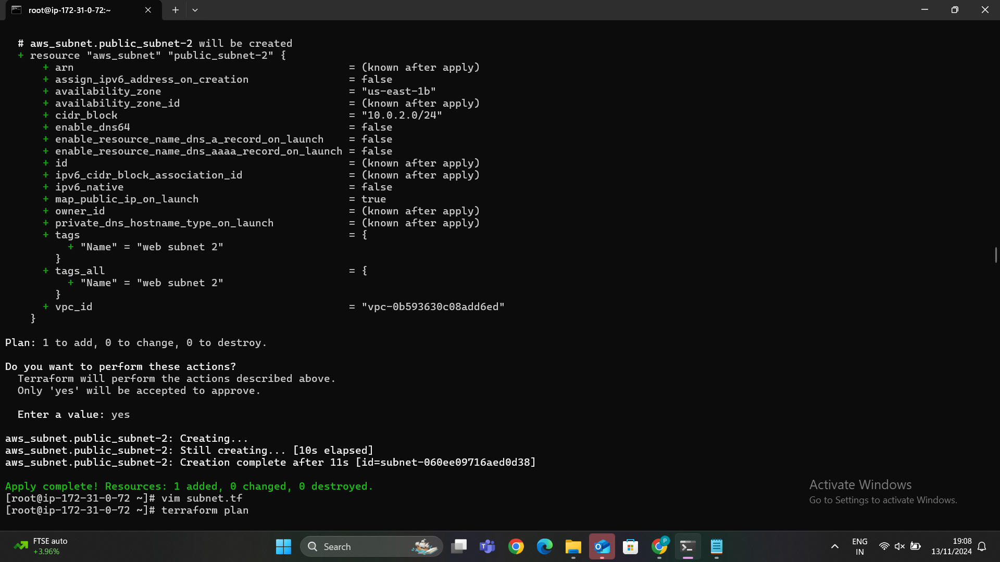 root@ip-172-31-0-72:~
# aws_subnet.public_subnet-2 will be created
+ resource "aws_subnet" "public_subnet-2" {
+ arn = (known after apply)
+ assign_ipv6_address_on_creation = false
+ availability_zone = "us-east-1b"
+ availability_zone_id = (known after apply)
+ cidr_block = "10.0.2.0/24"
+ enable_dns64 = false
+ enable_resource_name_dns_a_record_on_launch = false
+ enable_resource_name_dns_aaaa_record_on_launch = false
+ id = (known after apply)
+ ipv6_cidr_block_association_id = (known after apply)
+ ipv6_native = false
+ map_public_ip_on_launch = true
+ owner_id = (known after apply)
+ private_dns_hostname_type_on_launch = (known after apply)
+ tags = {
+ "Name" = "web subnet 2"
}
+ tags_all = {
+ "Name" = "web subnet 2"
}
+ vpc_id = "vpc-0b593630c08add6ed"
}
Plan: 1 to add, 0 to change, 0 to destroy.
Do you want to perform these actions?
Terraform will perform the actions described above.
Only 'yes' will be accepted to approve.
Enter a value: yes
aws_subnet.public_subnet-2: Creating...
aws_subnet.public_subnet-2: Still creating... [10s elapsed]
aws_subnet.public_subnet-2: Creation complete after 11s [id=subnet-060ee09716aed0d38]
Apply complete! Resources: 1 added, 0 changed, 0 destroyed.
[root@ip-172-31-0-72 ~]# vim subnet.tf
[root@ip-172-31-0-72 ~]# terraform plan
Activate Windows
Go to Settings to activate Windows.
FTSE auto
+3.96%
Search
P
ENG
IN
19:08
13/11/2024